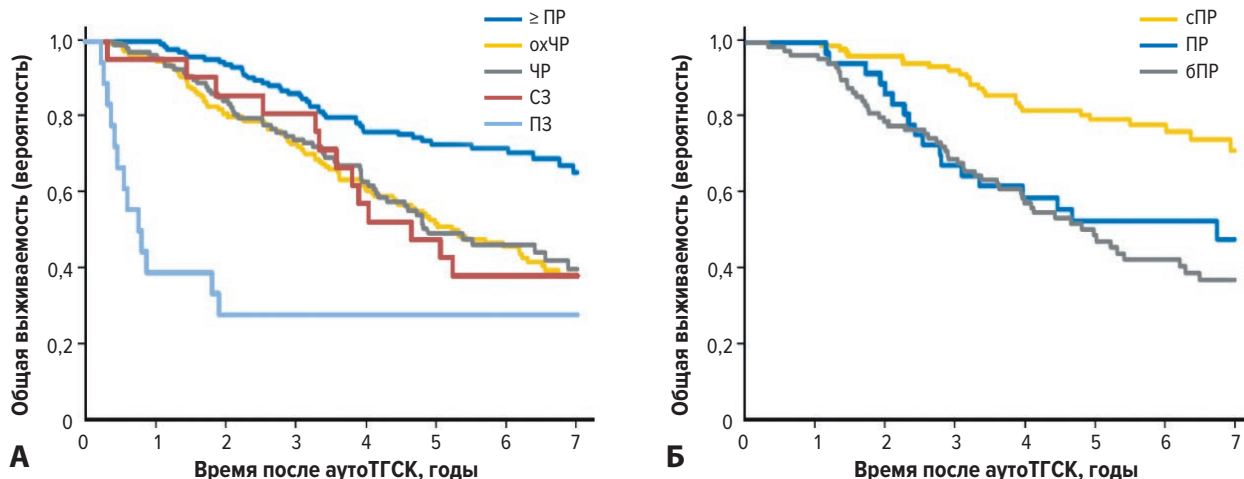 ≥ ПР
охЧР
ЧР
СЗ
ПЗ
Общая выживаемость (вероятность)
1,0
0,8
0,6
0,4
0,2
0
0 1 2 3 4 5 6 7
Время после аутоТГСК, годы
А
сПР
ПР
бПР
Общая выживаемость (вероятность)
1,0
0,8
0,6
0,4
0,2
0
0 1 2 3 4 5 6 7
Время после аутоТГСК, годы
Б